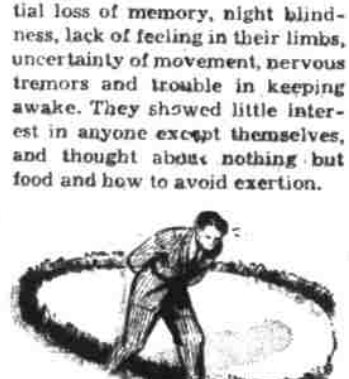 tial loss of memory, night blind-
ness, lack of feeling in their limbs,
uncertainty of movement, nervous
tremors and trouble in keeping
awake. They showed little inter-
est in anyone except themselves,
and thought about nothing but
food and how to avoid exertion.